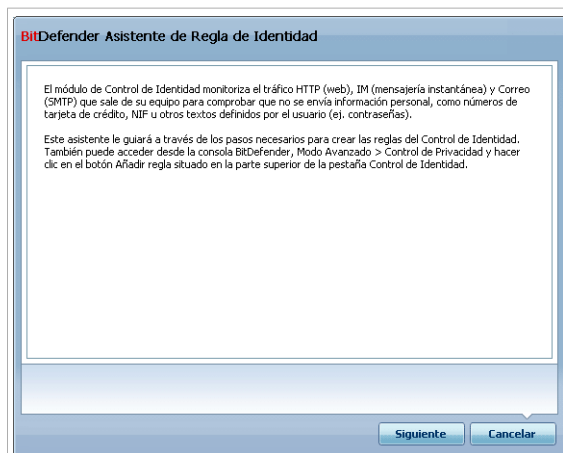 BitDefender Asistente de Regla de Identidad
El módulo de Control de Identidad monitoriza el tráfico HTTP (web), IM (mensajería instantánea) y Correo
(SMTP) que sale de su equipo para comprobar que no se envía información personal, como números de
tarjeta de crédito, NIF u otros textos definidos por el usuario (ej. contraseñas).
Este asistente le guiará a través de los pasos necesarios para crear las reglas del Control de Identidad.
También puede acceder desde la consola BitDefender, Modo Avanzado > Control de Privacidad y hacer
clic en el botón Añadir regla situado en la parte superior de la pestaña Control de Identidad.
Siguiente
Cancelar